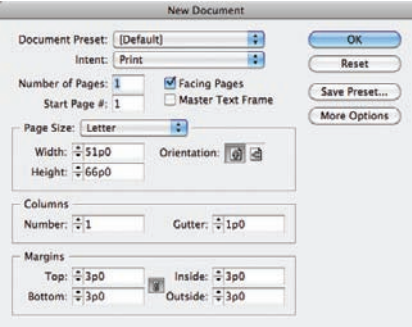 New Document
Document Preset: [Default]
OK
Intent: Print
Reset
Number of Pages: 1
Facing Pages
Save Preset...
Start Page #: 1
Master Text Frame
More Options
Page Size: Letter
Width: 51p0
Orientation:
Height: 66p0
Columns
Number: 1
Gutter: 1p0
Margins
Top: 3p0
Inside: 3p0
Bottom: 3p0
Outside: 3p0